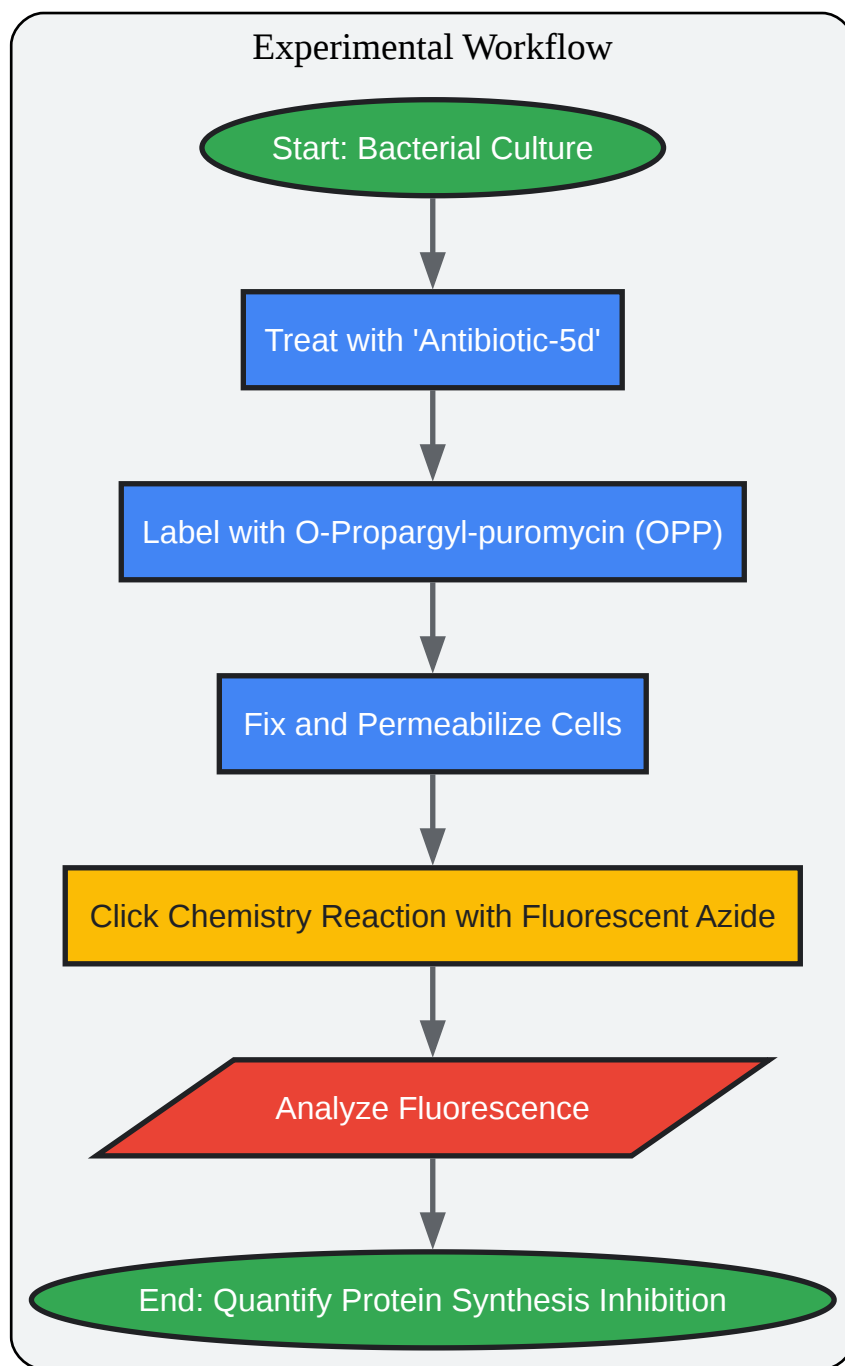 Experimental Workflow
Start: Bacterial Culture
Treat with 'Antibiotic-5d'
Label with O-Propargyl-puromycin (OPP)
Fix and Permeabilize Cells
Click Chemistry Reaction with Fluorescent Azide
Analyze Fluorescence
End: Quantify Protein Synthesis Inhibition